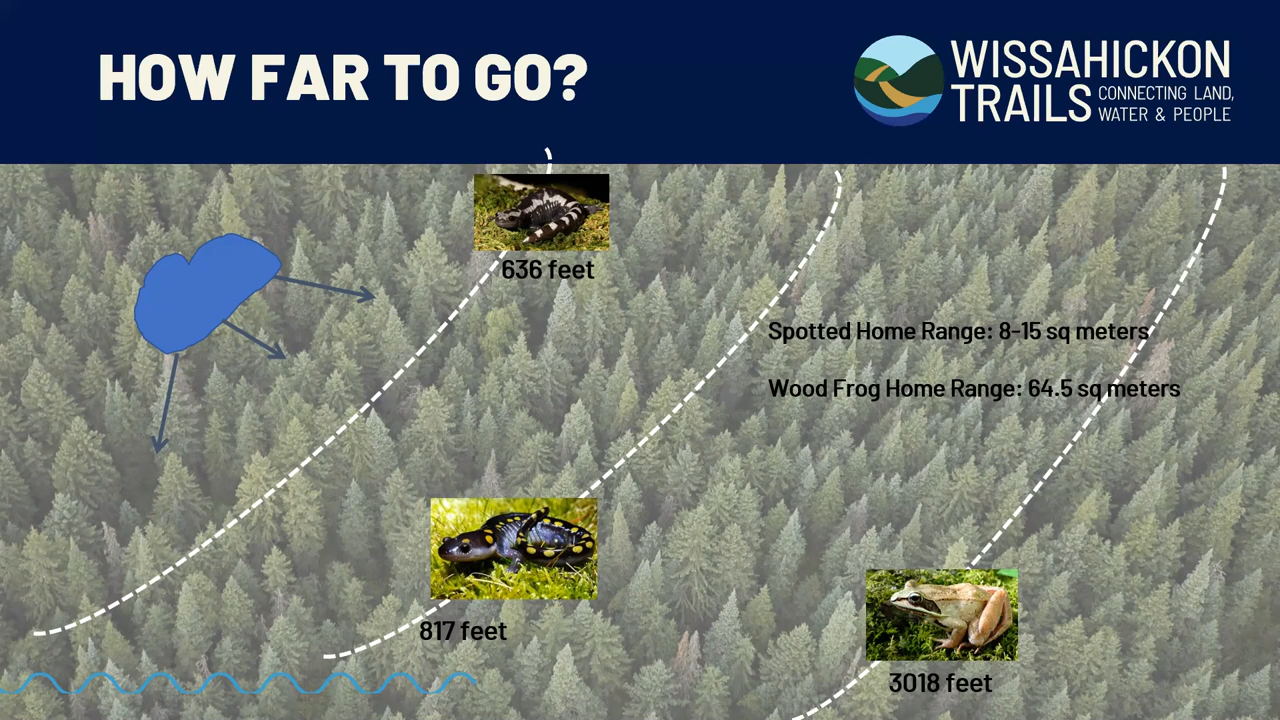 HOW FAR TO GO?
WISSAHICKON
TRAILS CONNECTING LAND,
WATER & PEOPLE
636 feet
Spotted Home Range: 8-15 sq meters
Wood Frog Home Range: 64.5 sq meters
817 feet
3018 feet